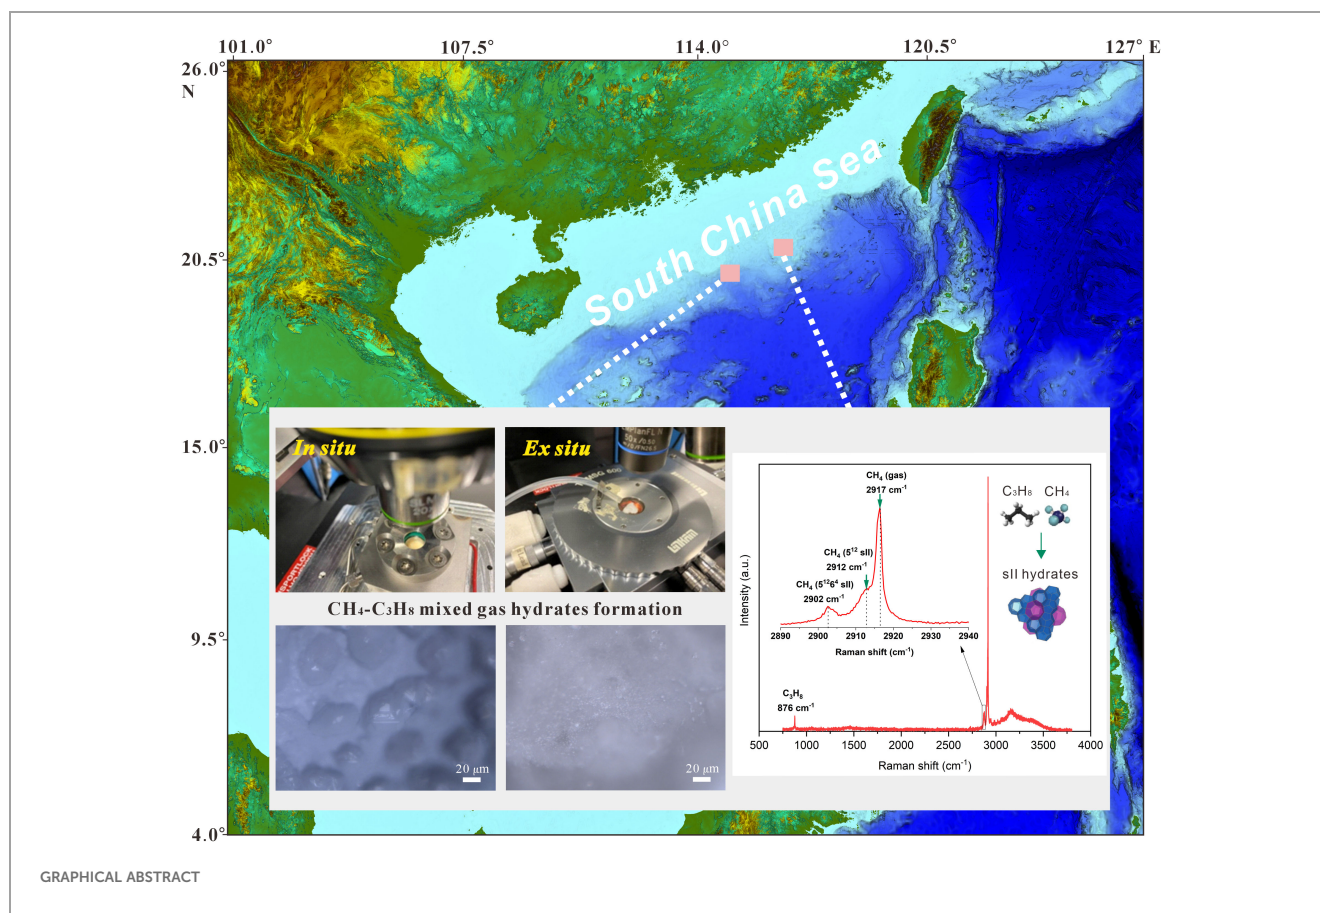 101.0° 107.5° 114.0° 120.5° 127° E
26.0°
N
20.5°
15.0°
9.5°
4.0°
South China Sea
In situ
Ex situ
CH₄-C₃H₈ mixed gas hydrates formation
20 μm
20 μm
CH₄ (gas)
2917 cm⁻¹
CH₄ (5¹² sII)
2912 cm⁻¹
CH₄ (5¹²6⁴ sII)
2902 cm⁻¹
2890 2900 2910 2920 2930 2940
Raman shift (cm⁻¹)
C₃H₈ CH₄
sII hydrates
Intensity (a.u.)
C₃H₈
876 cm⁻¹
500 1000 1500 2000 2500 3000 3500 4000
Raman shift (cm⁻¹)
GRAPHICAL ABSTRACT